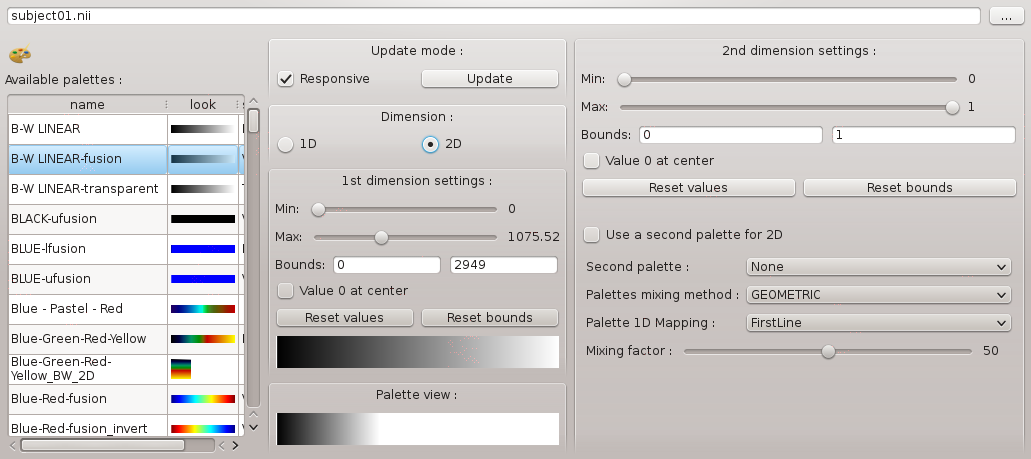 subject01.nii
...
Available palettes :
name look
B-W LINEAR
B-W LINEAR-fusion
B-W LINEAR-transparent
BLACK-ufusion
BLUE-lfusion
BLUE-ufusion
Blue - Pastel - Red
Blue-Green-Red-Yellow
Blue-Green-Red-
Yellow_BW_2D
Blue-Red-fusion
Blue-Red-fusion_invert
Update mode :
Responsive Update
Dimension :
1D 2D
1st dimension settings :
Min: 0
Max: 1075.52
Bounds: 0 2949
Value 0 at center
Reset values Reset bounds
Palette view :
2nd dimension settings :
Min: 0
Max: 1
Bounds: 0 1
Value 0 at center
Reset values Reset bounds
Use a second palette for 2D
Second palette : None
Palettes mixing method : GEOMETRIC
Palette 1D Mapping : FirstLine
Mixing factor : 50